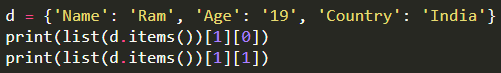 d = {'Name': 'Ram', 'Age': '19', 'Country': 'India'}
print(list(d.items())[1][0])
print(list(d.items())[1][1])